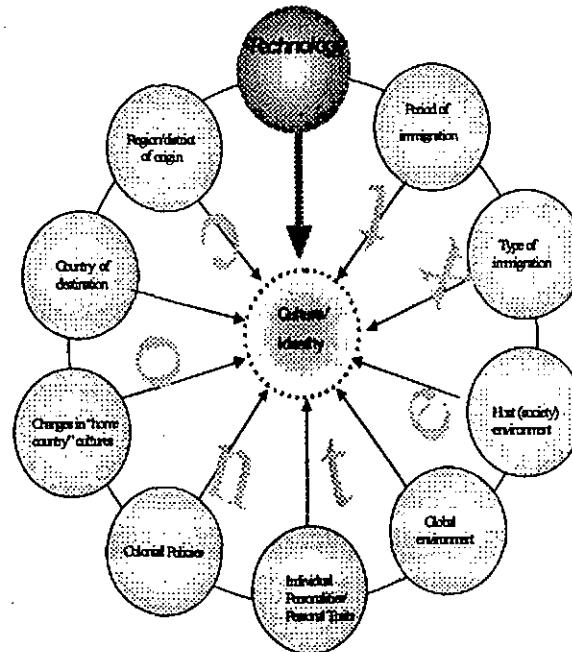 Technology
Period of
immigration
Type of
immigration
Host (society)
environment
Global
environment
Individual
Personalities/
Personal Traits
Colonial Policies
Changes in "home
country" cultures
Country of
destination
Region/district
of origin
Culture/
Identity